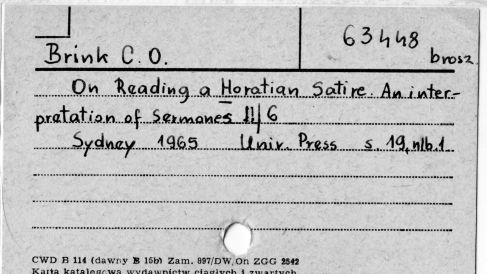 63448
Brink C. O.
brosz.
On Reading a Horatian Satire. An inter-
pretation of Sermones II/6
Sydney 1965 Univ. Press s. 19, nlb. 1
CWD B 114 (dawny B 15b) Zam. 897/DW, On ZGG 2542
Karta katalogowa wydawnictw ciągłych i zwartych